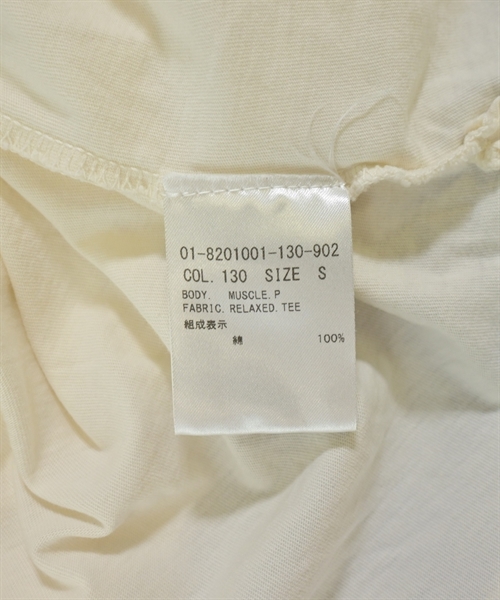 01-8201001-130-902
COL. 130 SIZE S
BODY. MUSCLE. P
FABRIC. RELAXED. TEE
組成表示
綿 100%